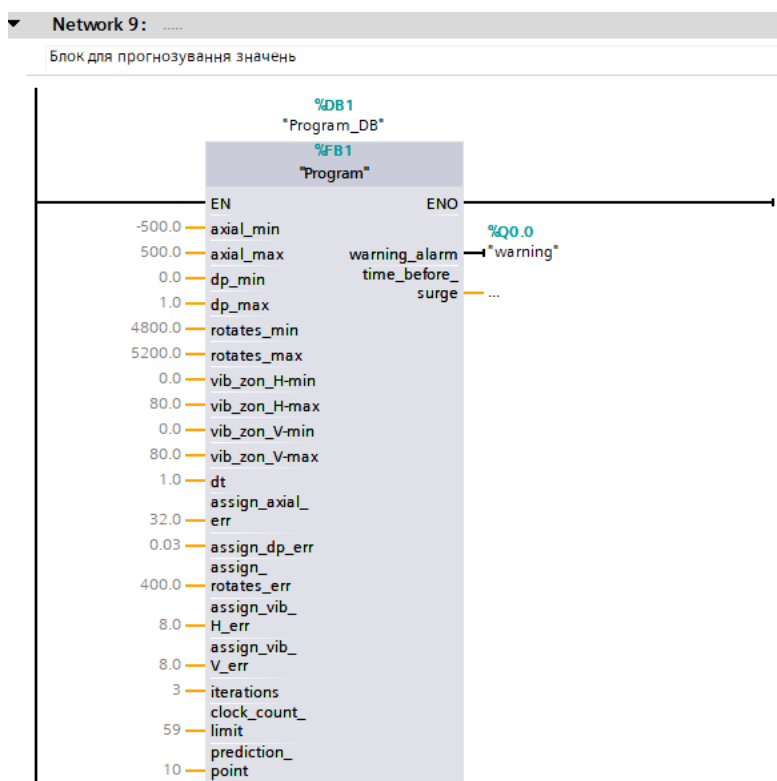 Network 9: .....
Блок для прогнозування значень
%DB1
"Program_DB"
%FB1
"Program"
EN ENO
-500.0 axial_min
%Q0.0
500.0 axial_max warning_alarm "warning"
0.0 dp_min time_before_
surge ...
1.0 dp_max
4800.0 rotates_min
5200.0 rotates_max
0.0 vib_zon_H-min
80.0 vib_zon_H-max
0.0 vib_zon_V-min
80.0 vib_zon_V-max
1.0 dt
assign_axial_
32.0 err
0.03 assign_dp_err
assign_
400.0 rotates_err
assign_vib_
8.0 H_err
assign_vib_
8.0 V_err
3 iterations
clock_count_
59 limit
prediction_
10 point